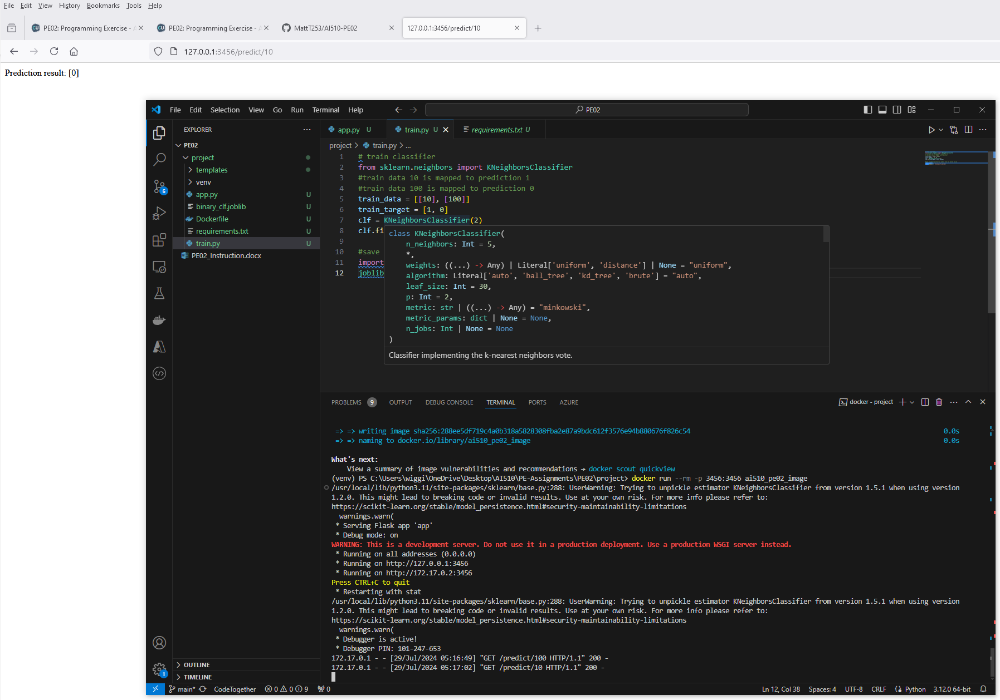 File Edit View History Bookmarks Tools Help
PE02: Programming Exercise -
PE02: Programming Exercise -
MattT253/AI510-PE02
127.0.0.1:3456/predict/10
127.0.0.1:3456/predict/10
Prediction result: [0]
File Edit Selection View Go Run Terminal Help
PE02
EXPLORER
app.py U
train.py U
requirements.txt U
PE02
project > train.py > ...
project
templates
venv
app.py U
binary_clf.joblib U
Dockerfile U
requirements.txt U
train.py U
PE02_Instruction.docx
6
1 # train classifier
2 from sklearn.neighbors import KNeighborsClassifier
3 #train data 10 is mapped to prediction 1
4 #train data 100 is mapped to prediction 0
5 train_data = [[10], [100]]
6 train_target = [1, 0]
7 clf = KNeighborsClassifier(2)
8 clf.fi
9
10 #save
11 import
12 joblib
class KNeighborsClassifier(
n_neighbors: Int = 5,
*,
weights: ((...) -> Any) | Literal['uniform', 'distance'] | None = "uniform",
algorithm: Literal['auto', 'ball_tree', 'kd_tree', 'brute'] = "auto",
leaf_size: Int = 30,
p: Int = 2,
metric: str | ((...) -> Any) = "minkowski",
metric_params: dict | None = None,
n_jobs: Int | None = None
)
Classifier implementing the k-nearest neighbors vote.
PROBLEMS 9 OUTPUT DEBUG CONSOLE TERMINAL PORTS AZURE
docker - project
=> => writing image sha256:288ee5df719c4a0b318a5828308fba2e87a9bdc612f3576e94b880676f826c54 0.0s
=> => naming to docker.io/library/ai510_pe02_image 0.0s
What's next:
View a summary of image vulnerabilities and recommendations → docker scout quickview
(venv) PS C:\Users\wiggi\OneDrive\Desktop\AI510\PE-Assignments\PE02\project> docker run --rm -p 3456:3456 ai510_pe02_image
/usr/local/lib/python3.11/site-packages/sklearn/base.py:288: UserWarning: Trying to unpickle estimator KNeighborsClassifier from version 1.5.1 when using version
1.2.0. This might lead to breaking code or invalid results. Use at your own risk. For more info please refer to:
https://scikit-learn.org/stable/model_persistence.html#security-maintainability-limitations
warnings.warn(
* Serving Flask app 'app'
* Debug mode: on
WARNING: This is a development server. Do not use it in a production deployment. Use a production WSGI server instead.
* Running on all addresses (0.0.0.0)
* Running on http://127.0.0.1:3456
* Running on http://172.17.0.2:3456
Press CTRL+C to quit
* Restarting with stat
/usr/local/lib/python3.11/site-packages/sklearn/base.py:288: UserWarning: Trying to unpickle estimator KNeighborsClassifier from version 1.5.1 when using version
1.2.0. This might lead to breaking code or invalid results. Use at your own risk. For more info please refer to:
https://scikit-learn.org/stable/model_persistence.html#security-maintainability-limitations
warnings.warn(
* Debugger is active!
* Debugger PIN: 101-247-653
172.17.0.1 - - [29/Jul/2024 05:16:49] "GET /predict/100 HTTP/1.1" 200 -
172.17.0.1 - - [29/Jul/2024 05:17:02] "GET /predict/10 HTTP/1.1" 200 -
OUTLINE
1
TIMELINE
main* CodeTogether 0 0 9 0 Ln 12, Col 38 Spaces: 4 UTF-8 CRLF Python 3.12.0 64-bit